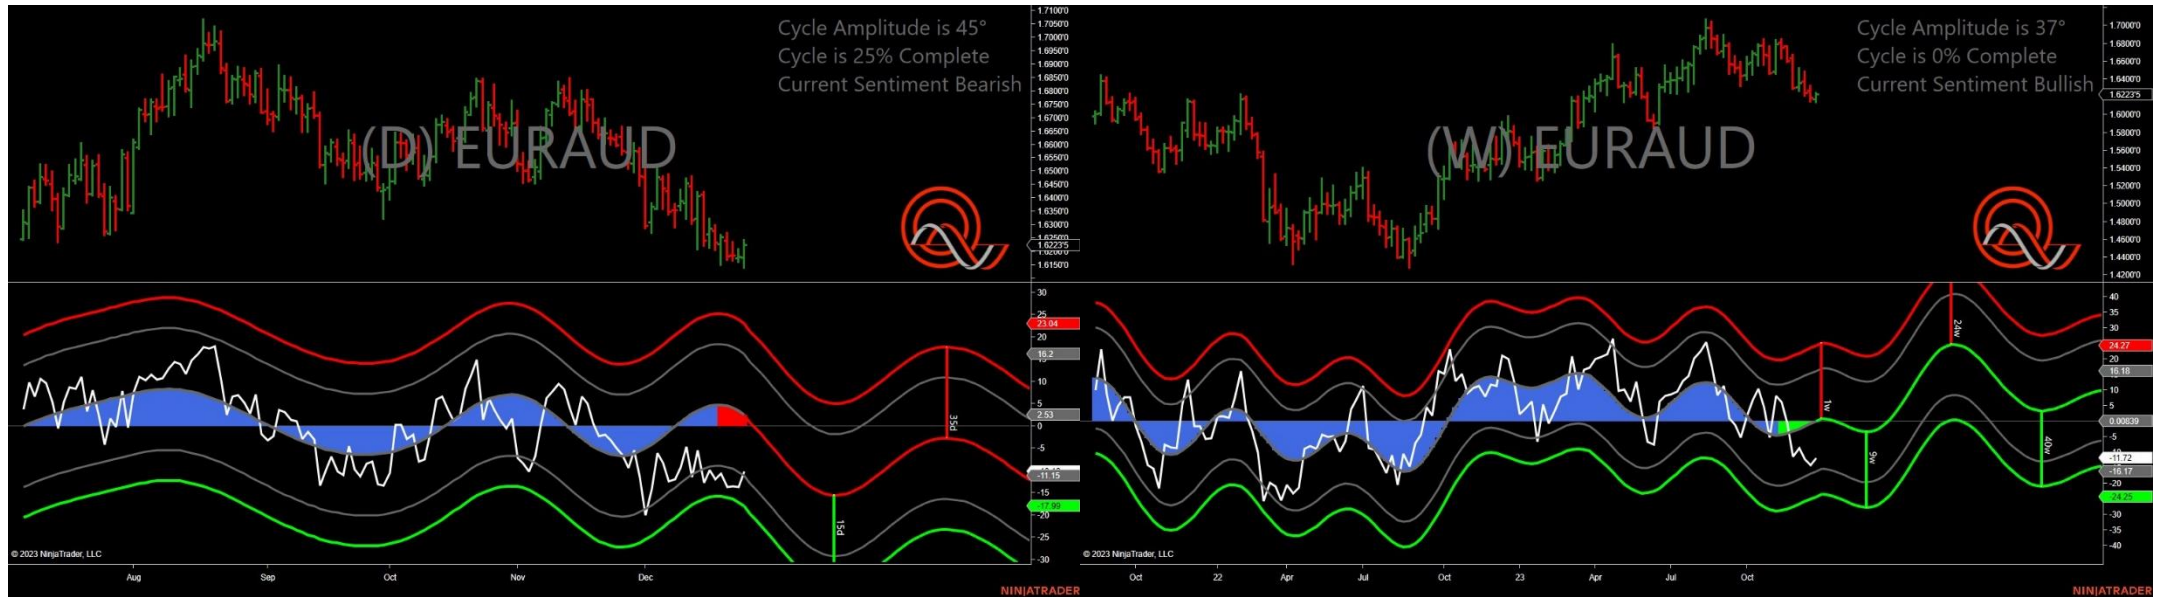 Cycle Amplitude is 45°
Cycle is 25% Complete
Current Sentiment Bearish
(D) EURAUD
1.7100'0
1.7050'0
1.7000'0
1.6950'0
1.6900'0
1.6850'0
1.6800'0
1.6750'0
1.6700'0
1.6650'0
1.6600'0
1.6550'0
1.6500'0
1.6450'0
1.6400'0
1.6350'0
1.6300'0
1.6223'5
1.6150'0
30
25
23.04
20
16.2
10
5
2.53
0
-5
-11.15
-15
-17.99
-20
-25
-30
35d
15d
© 2023 NinjaTrader, LLC
Aug
Sep
Oct
Nov
Dec
NINJATRADER
Cycle Amplitude is 37°
Cycle is 0% Complete
Current Sentiment Bullish
(W) EURAUD
1.7000'0
1.6800'0
1.6600'0
1.6400'0
1.6223'5
1.6000'0
1.5800'0
1.5600'0
1.5400'0
1.5200'0
1.5000'0
1.4800'0
1.4600'0
1.4400'0
1.4200'0
40
35
30
24.27
20
16.18
10
5
0.00839
-5
-11.72
-16.17
-20
-24.25
-30
-35
-40
1w
9w
24w
40w
© 2023 NinjaTrader, LLC
Oct
22
Apr
Jul
Oct
23
Apr
Jul
Oct
NINJATRADER